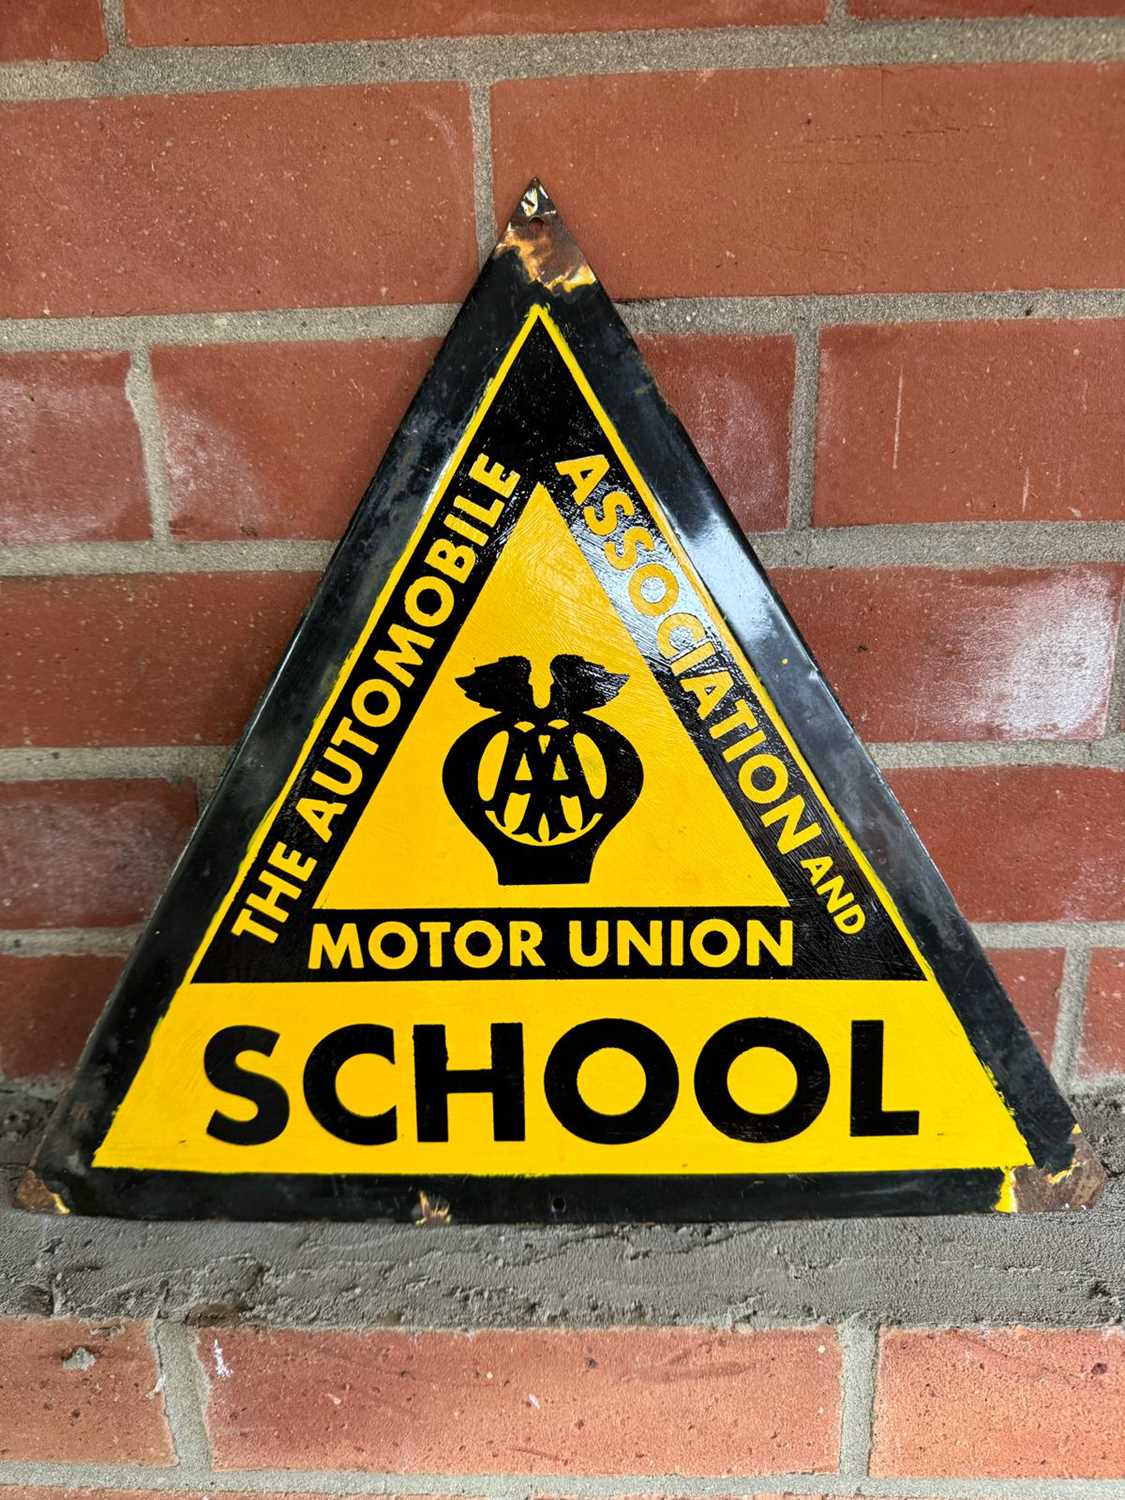 THE AUTOMOBILE
ASSOCIATION AND
MOTOR UNION
AA
SCHOOL